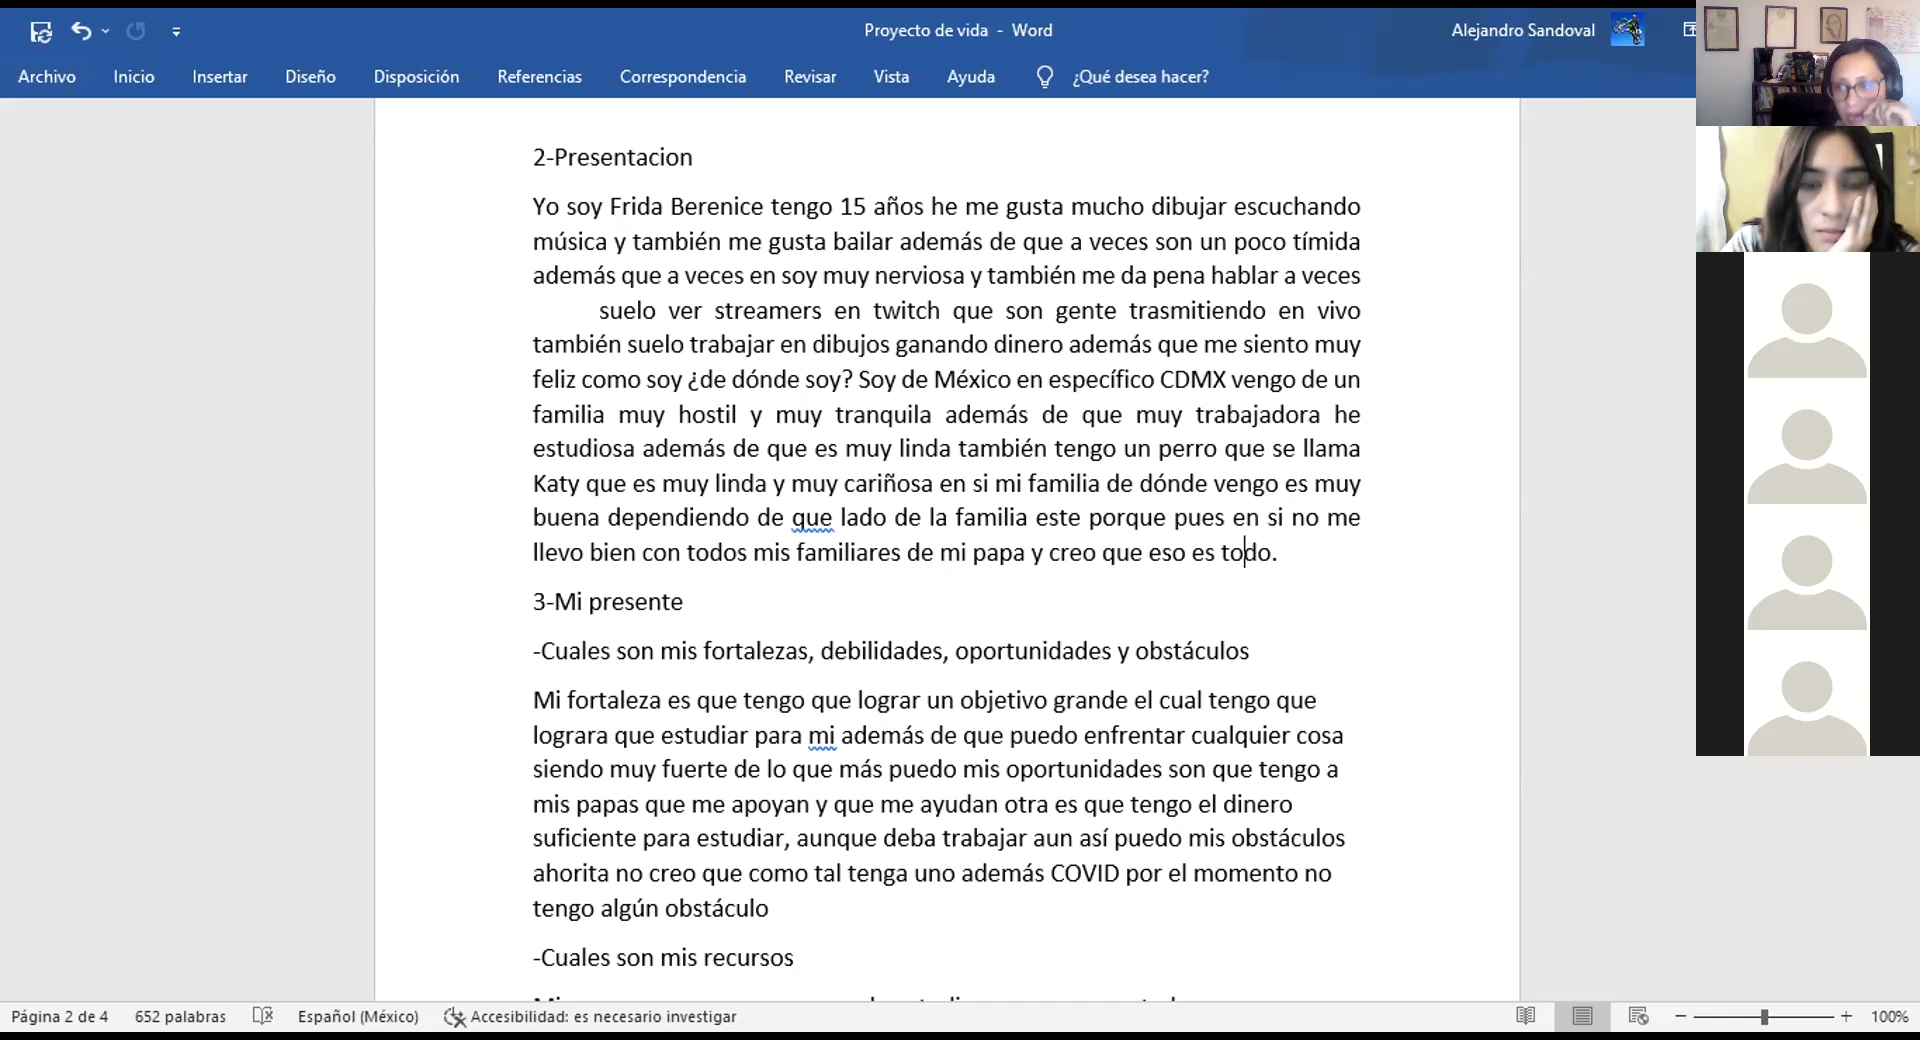 Proyecto de vida - Word
Alejandro Sandoval
Archivo Inicio Insertar Diseño Disposición Referencias Correspondencia Revisar Vista Ayuda ¿Qué desea hacer?
2-Presentacion
Yo soy Frida Berenice tengo 15 años he me gusta mucho dibujar escuchando
música y también me gusta bailar además de que a veces son un poco tímida
además que a veces en soy muy nerviosa y también me da pena hablar a veces
suelo ver streamers en twitch que son gente trasmitiendo en vivo
también suelo trabajar en dibujos ganando dinero además que me siento muy
feliz como soy ¿de dónde soy? Soy de México en específico CDMX vengo de un
familia muy hostil y muy tranquila además de que muy trabajadora he
estudiosa además de que es muy linda también tengo un perro que se llama
Katy que es muy linda y muy cariñosa en si mi familia de dónde vengo es muy
buena dependiendo de que lado de la familia este porque pues en si no me
llevo bien con todos mis familiares de mi papa y creo que eso es todo.
3-Mi presente
-Cuales son mis fortalezas, debilidades, oportunidades y obstáculos
Mi fortaleza es que tengo que lograr un objetivo grande el cual tengo que
lograra que estudiar para mi además de que puedo enfrentar cualquier cosa
siendo muy fuerte de lo que más puedo mis oportunidades son que tengo a
mis papas que me apoyan y que me ayudan otra es que tengo el dinero
suficiente para estudiar, aunque deba trabajar aun así puedo mis obstáculos
ahorita no creo que como tal tenga uno además COVID por el momento no
tengo algún obstáculo
-Cuales son mis recursos
Página 2 de 4 652 palabras Español (México) Accesibilidad: es necesario investigar 100%